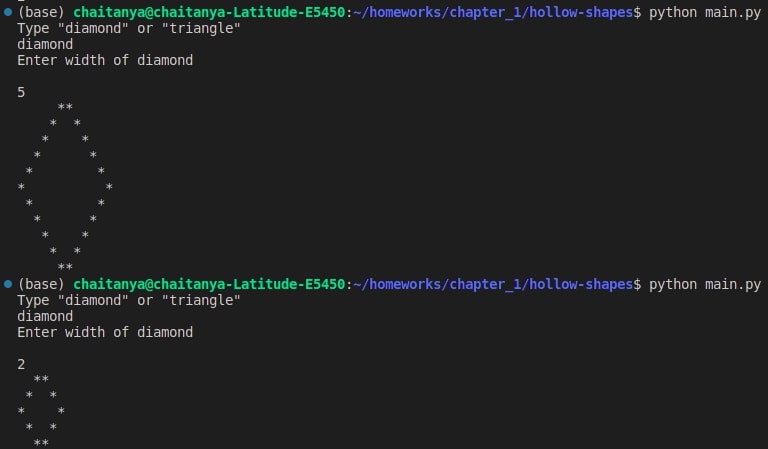 2
(base) chaitanya@chaitanya-Latitude-E5450:~/homeworks/chapter_1/hollow-shapes$ python main.py
Type "diamond" or "triangle"
diamond
Enter width of diamond

5
     **
    *  *
   *    *
  *      *
 *        *
*          *
 *        *
  *      *
   *    *
    *  *
     **
(base) chaitanya@chaitanya-Latitude-E5450:~/homeworks/chapter_1/hollow-shapes$ python main.py
Type "diamond" or "triangle"
diamond
Enter width of diamond

2
  **
 *  *
*    *
 *  *
  **